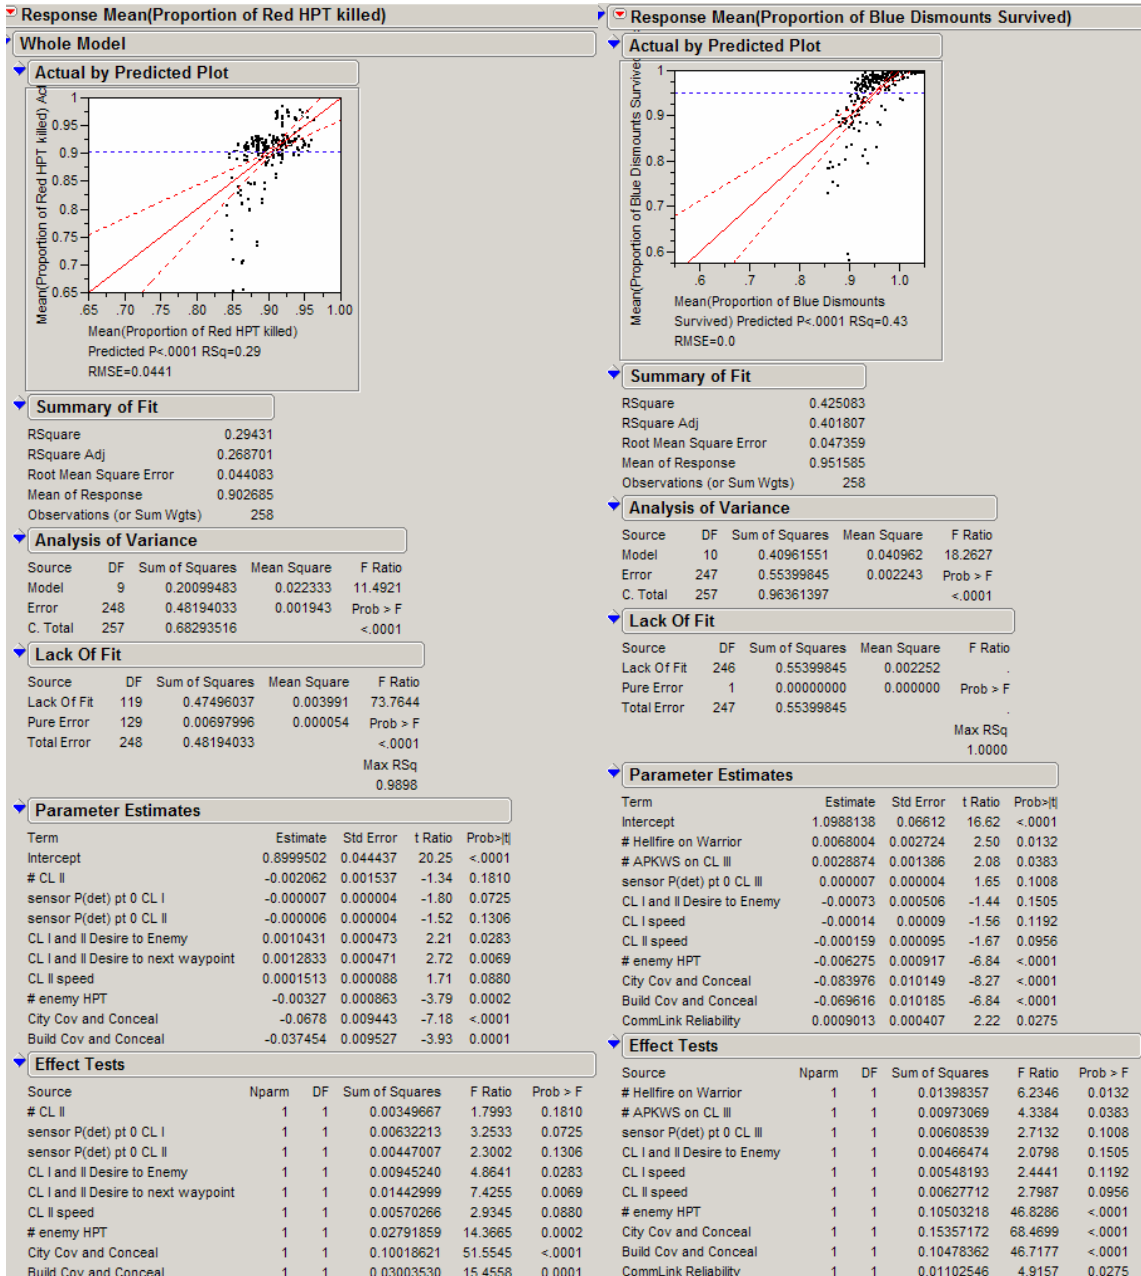 Response Mean(Proportion of Red HPT killed)
Whole Model
Actual by Predicted Plot
Mean(Proportion of Red HPT killed) Act
1
0.95
0.9
0.85
0.8
0.75
0.7
0.65
.65 .70 .75 .80 .85 .90 .95 1.00
Mean(Proportion of Red HPT killed)
Predicted P<.0001 RSq=0.29
RMSE=0.0441
Summary of Fit
RSquare 0.29431
RSquare Adj 0.268701
Root Mean Square Error 0.044083
Mean of Response 0.902685
Observations (or Sum Wgts) 258
Analysis of Variance
Source DF Sum of Squares Mean Square F Ratio
Model 9 0.20099483 0.022333 11.4921
Error 248 0.48194033 0.001943 Prob > F
C. Total 257 0.68293516 <.0001
Lack Of Fit
Source DF Sum of Squares Mean Square F Ratio
Lack Of Fit 119 0.47496037 0.003991 73.7644
Pure Error 129 0.00697996 0.000054 Prob > F
Total Error 248 0.48194033 <.0001
Max RSq
0.9898
Parameter Estimates
Term Estimate Std Error t Ratio Prob>|t|
Intercept 0.8999502 0.044437 20.25 <.0001
# CL II -0.002062 0.001537 -1.34 0.1810
sensor P(det) pt 0 CL I -0.000007 0.000004 -1.80 0.0725
sensor P(det) pt 0 CL II -0.000006 0.000004 -1.52 0.1306
CL I and II Desire to Enemy 0.0010431 0.000473 2.21 0.0283
CL I and II Desire to next waypoint 0.0012833 0.000471 2.72 0.0069
CL II speed 0.0001513 0.000088 1.71 0.0880
# enemy HPT -0.00327 0.000863 -3.79 0.0002
City Cov and Conceal -0.0678 0.009443 -7.18 <.0001
Build Cov and Conceal -0.037454 0.009527 -3.93 0.0001
Effect Tests
Source Nparm DF Sum of Squares F Ratio Prob > F
# CL II 1 1 0.00349667 1.7993 0.1810
sensor P(det) pt 0 CL I 1 1 0.00632213 3.2533 0.0725
sensor P(det) pt 0 CL II 1 1 0.00447007 2.3002 0.1306
CL I and II Desire to Enemy 1 1 0.00945240 4.8641 0.0283
CL I and II Desire to next waypoint 1 1 0.01442999 7.4255 0.0069
CL II speed 1 1 0.00570266 2.9345 0.0880
# enemy HPT 1 1 0.02791859 14.3665 0.0002
City Cov and Conceal 1 1 0.10018621 51.5545 <.0001
Build Cov and Conceal 1 1 0.03003530 15.4558 0.0001
Response Mean(Proportion of Blue Dismounts Survived)
Actual by Predicted Plot
Mean(Proportion of Blue Dismounts Survived)
1
0.9
0.8
0.7
0.6
.6 .7 .8 .9 1.0
Mean(Proportion of Blue Dismounts
Survived) Predicted P<.0001 RSq=0.43
RMSE=0.0
Summary of Fit
RSquare 0.425083
RSquare Adj 0.401807
Root Mean Square Error 0.047359
Mean of Response 0.951585
Observations (or Sum Wgts) 258
Analysis of Variance
Source DF Sum of Squares Mean Square F Ratio
Model 10 0.40961551 0.040962 18.2627
Error 247 0.55399845 0.002243 Prob > F
C. Total 257 0.96361397 <.0001
Lack Of Fit
Source DF Sum of Squares Mean Square F Ratio
Lack Of Fit 246 0.55399845 0.002252 .
Pure Error 1 0.00000000 0.000000 Prob > F
Total Error 247 0.55399845 .
Max RSq
1.0000
Parameter Estimates
Term Estimate Std Error t Ratio Prob>|t|
Intercept 1.0988138 0.06612 16.62 <.0001
# Hellfire on Warrior 0.0068004 0.002724 2.50 0.0132
# APKWS on CL III 0.0028874 0.001386 2.08 0.0383
sensor P(det) pt 0 CL III 0.000007 0.000004 1.65 0.1008
CL I and II Desire to Enemy -0.00073 0.000506 -1.44 0.1505
CL I speed -0.00014 0.00009 -1.56 0.1192
CL II speed -0.000159 0.000095 -1.67 0.0956
# enemy HPT -0.006275 0.000917 -6.84 <.0001
City Cov and Conceal -0.083976 0.010149 -8.27 <.0001
Build Cov and Conceal -0.069616 0.010185 -6.84 <.0001
CommLink Reliability 0.0009013 0.000407 2.22 0.0275
Effect Tests
Source Nparm DF Sum of Squares F Ratio Prob > F
# Hellfire on Warrior 1 1 0.01398357 6.2346 0.0132
# APKWS on CL III 1 1 0.00973069 4.3384 0.0383
sensor P(det) pt 0 CL III 1 1 0.00608539 2.7132 0.1008
CL I and II Desire to Enemy 1 1 0.00466474 2.0798 0.1505
CL I speed 1 1 0.00548193 2.4441 0.1192
CL II speed 1 1 0.00627712 2.7987 0.0956
# enemy HPT 1 1 0.10503218 46.8286 <.0001
City Cov and Conceal 1 1 0.15357172 68.4699 <.0001
Build Cov and Conceal 1 1 0.10478362 46.7177 <.0001
CommLink Reliability 1 1 0.01102546 4.9157 0.0275